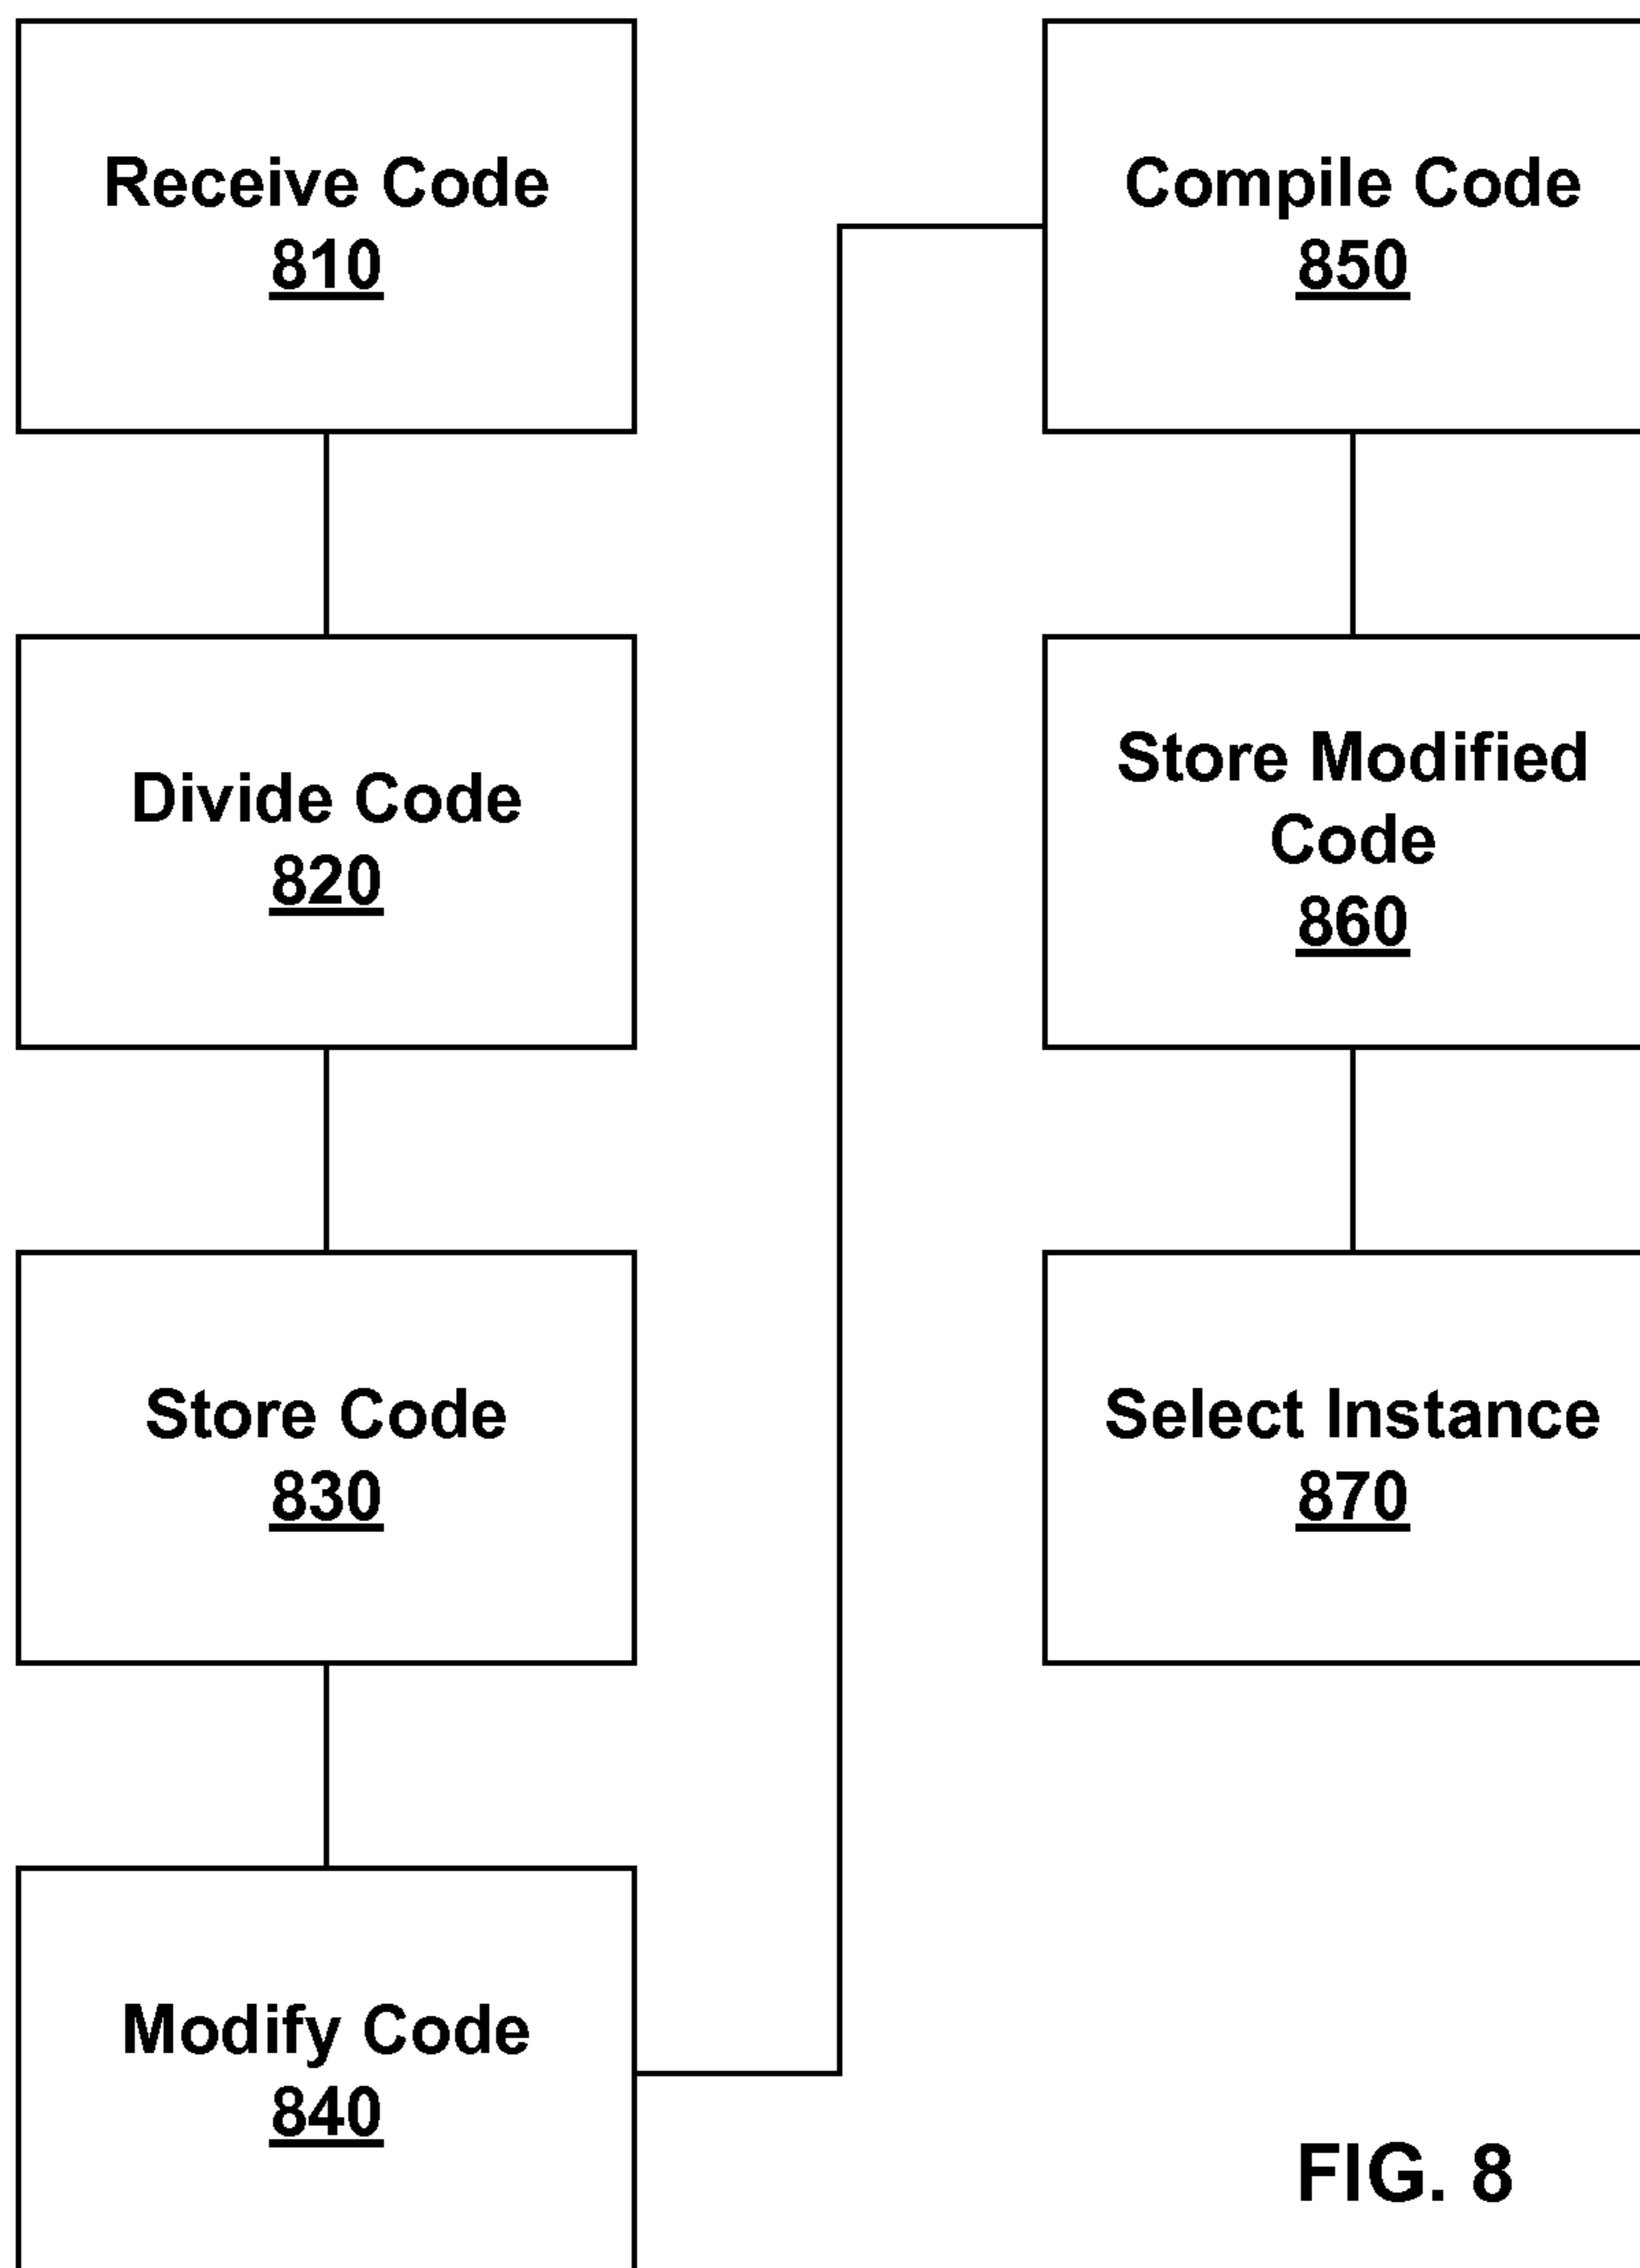 Receive Code
810
Divide Code
820
Store Code
830
Modify Code
840
Compile Code
850
Store Modified
Code
860
Select Instance
870
FIG. 8